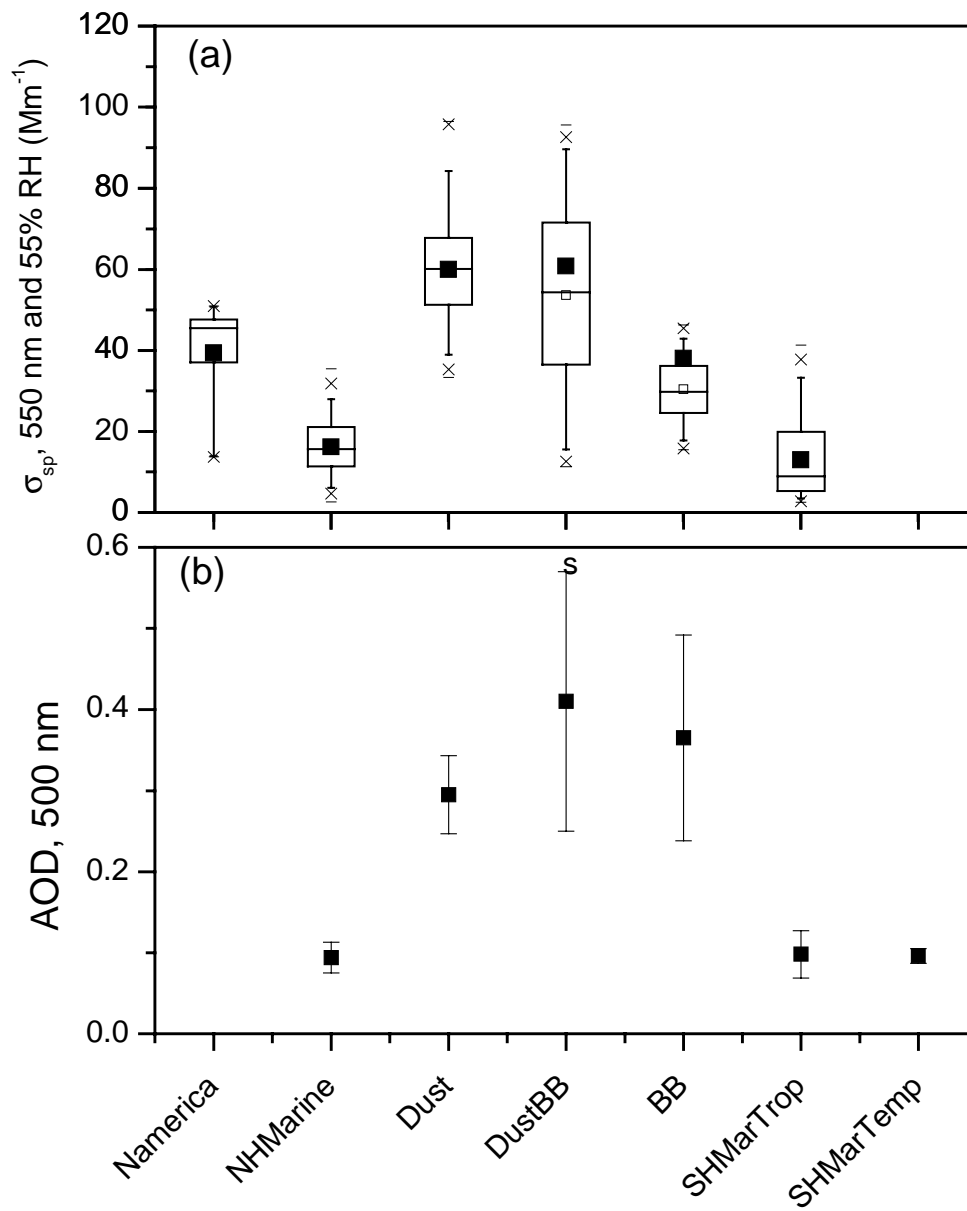 120
100
80
60
40
20
0
σsp, 550 nm and 55% RH (Mm-1)
(a)
0.6
0.4
0.2
0.0
AOD, 500 nm
(b)
s
Namerica
NHMarine
Dust
DustBB
BB
SHMarTrop
SHMarTemp